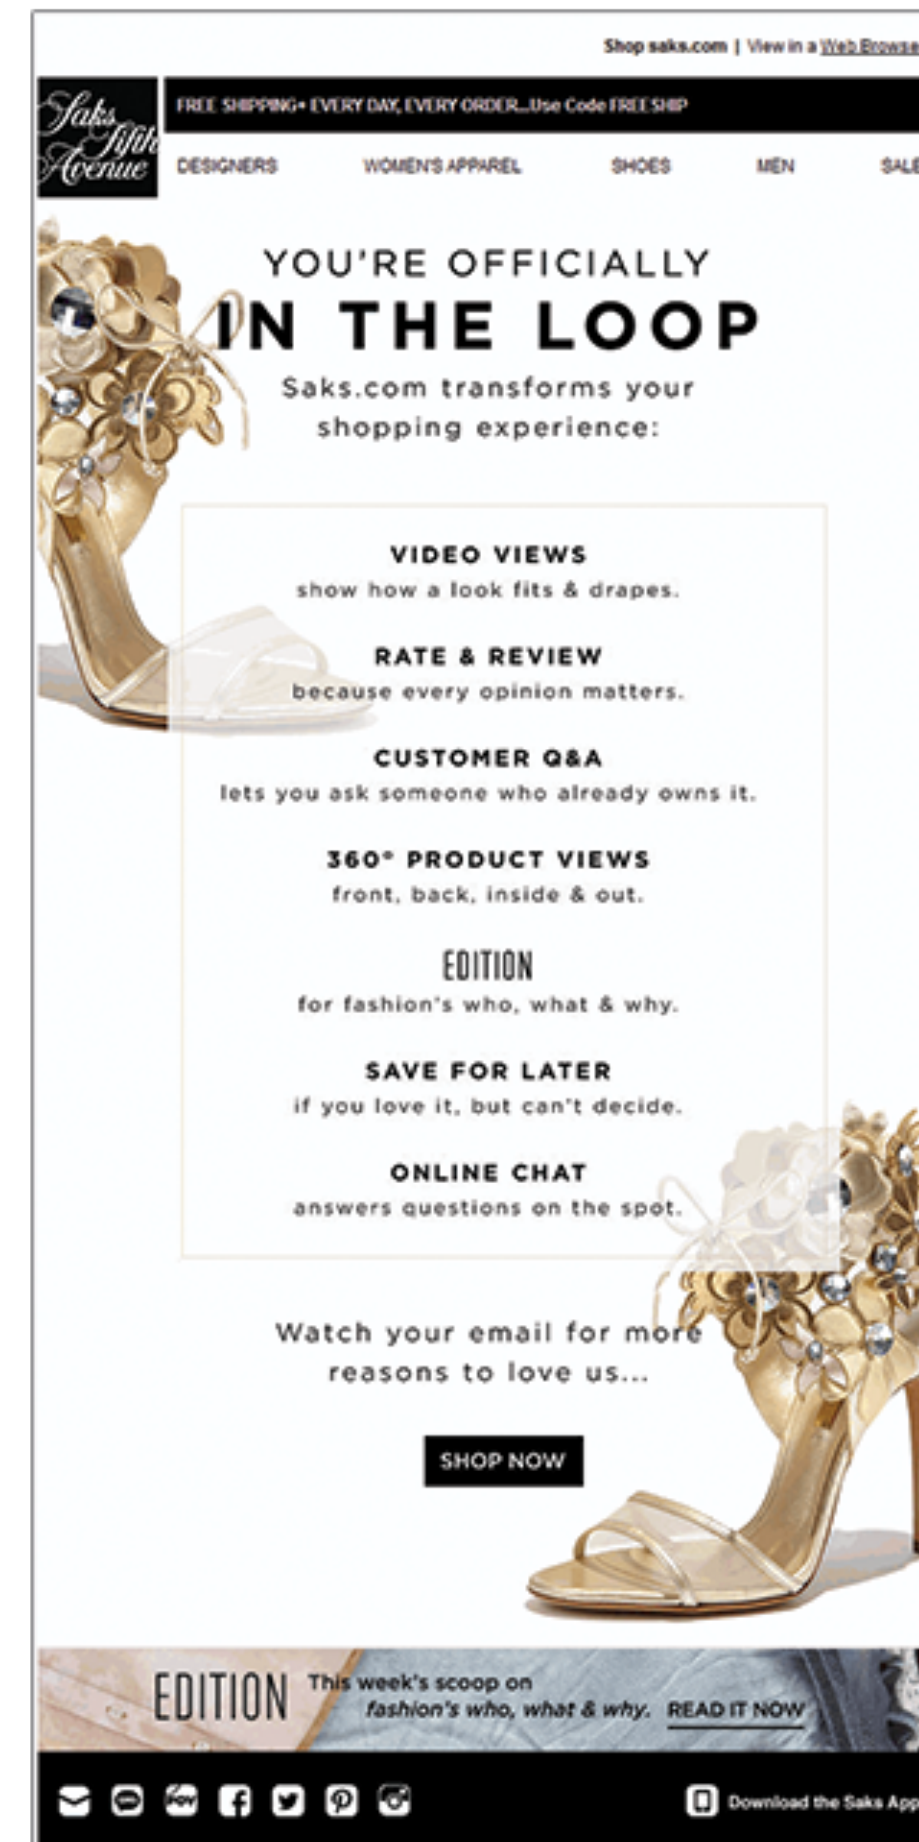 Shop saks.com | View in a Web Browse
Saks
Fifth
Avenue
FREE SHIPPING* EVERY DAY, EVERY ORDER...Use Code FREESHIP
DESIGNERS WOMEN'S APPAREL SHOES MEN SALE
YOU'RE OFFICIALLY
IN THE LOOP
Saks.com transforms your
shopping experience:
VIDEO VIEWS
show how a look fits & drapes.
RATE & REVIEW
because every opinion matters.
CUSTOMER Q&A
lets you ask someone who already owns it.
360° PRODUCT VIEWS
front, back, inside & out.
EDITION
for fashion's who, what & why.
SAVE FOR LATER
if you love it, but can't decide.
ONLINE CHAT
answers questions on the spot.
Watch your email for more
reasons to love us...
SHOP NOW
EDITION This week's scoop on
fashion's who, what & why. READ IT NOW
POV
Download the Saks App